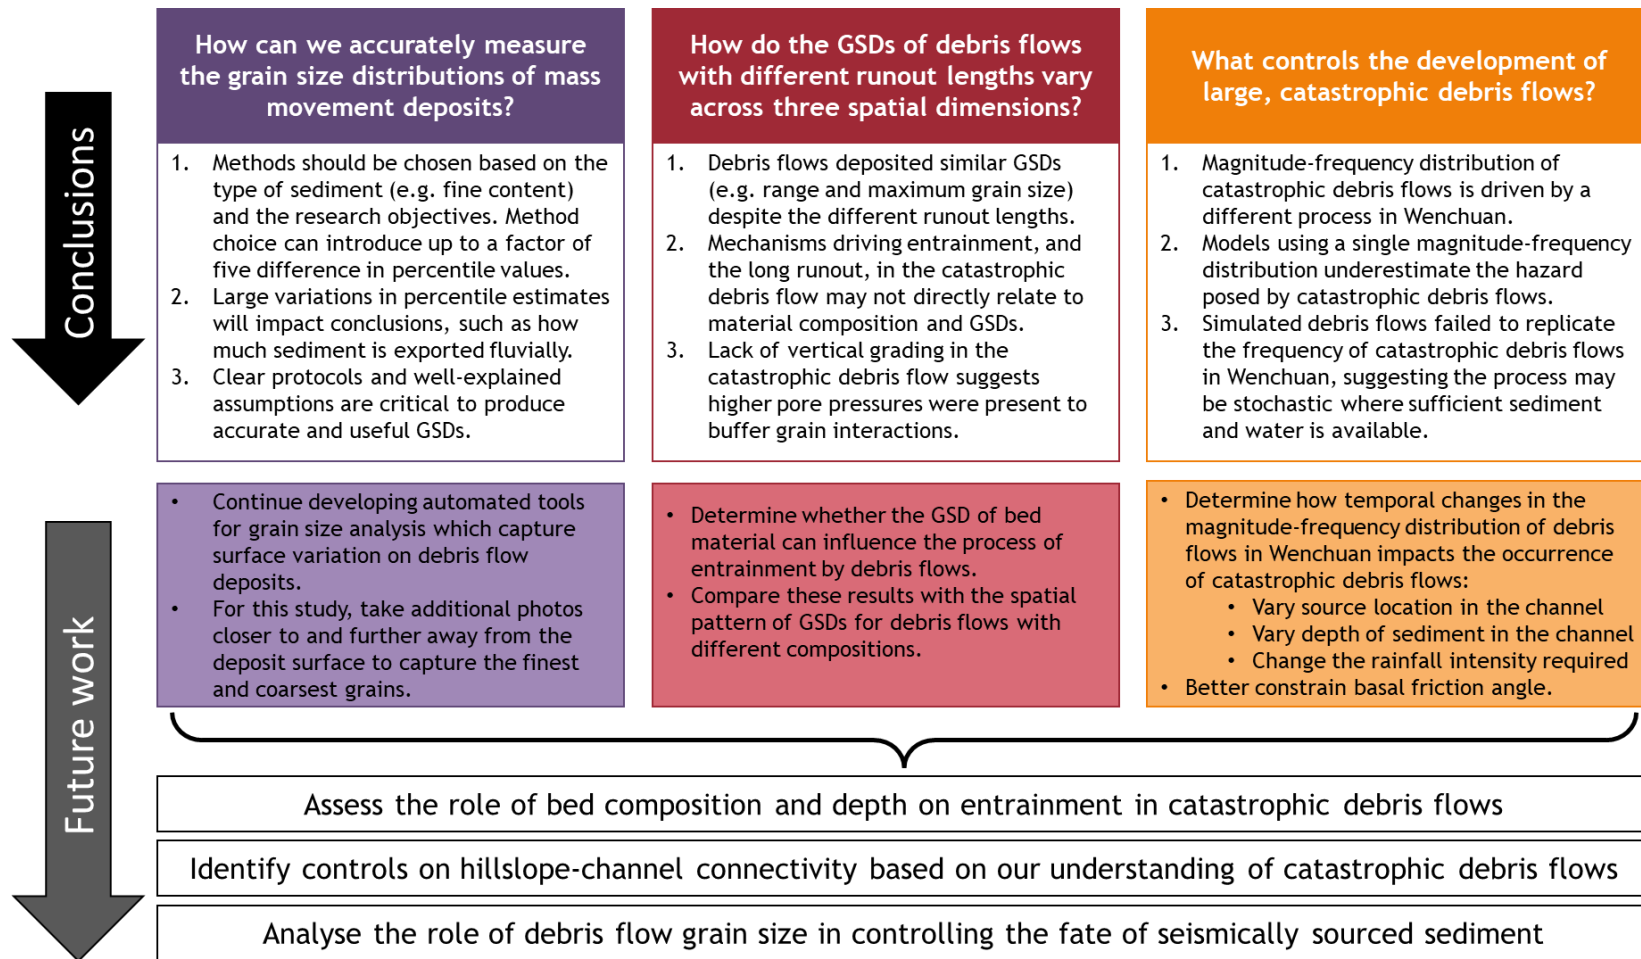 Conclusions
How can we accurately measure
the grain size distributions of mass
movement deposits?
1. Methods should be chosen based on the
type of sediment (e.g. fine content)
and the research objectives. Method
choice can introduce up to a factor of
five difference in percentile values.
2. Large variations in percentile estimates
will impact conclusions, such as how
much sediment is exported fluvially.
3. Clear protocols and well-explained
assumptions are critical to produce
accurate and useful GSDs.
How do the GSDs of debris flows
with different runout lengths vary
across three spatial dimensions?
1. Debris flows deposited similar GSDs
(e.g. range and maximum grain size)
despite the different runout lengths.
2. Mechanisms driving entrainment, and
the long runout, in the catastrophic
debris flow may not directly relate to
material composition and GSDs.
3. Lack of vertical grading in the
catastrophic debris flow suggests
higher pore pressures were present to
buffer grain interactions.
What controls the development of
large, catastrophic debris flows?
1. Magnitude-frequency distribution of
catastrophic debris flows is driven by a
different process in Wenchuan.
2. Models using a single magnitude-frequency
distribution underestimate the hazard
posed by catastrophic debris flows.
3. Simulated debris flows failed to replicate
the frequency of catastrophic debris flows
in Wenchuan, suggesting the process may
be stochastic where sufficient sediment
and water is available.
Future work
• Continue developing automated tools
for grain size analysis which capture
surface variation on debris flow
deposits.
• For this study, take additional photos
closer to and further away from the
deposit surface to capture the finest
and coarsest grains.
• Determine whether the GSD of bed
material can influence the process of
entrainment by debris flows.
• Compare these results with the spatial
pattern of GSDs for debris flows with
different compositions.
• Determine how temporal changes in the
magnitude-frequency distribution of debris
flows in Wenchuan impacts the occurrence
of catastrophic debris flows:
• Vary source location in the channel
• Vary depth of sediment in the channel
• Change the rainfall intensity required
• Better constrain basal friction angle.
Assess the role of bed composition and depth on entrainment in catastrophic debris flows
Identify controls on hillslope-channel connectivity based on our understanding of catastrophic debris flows
Analyse the role of debris flow grain size in controlling the fate of seismically sourced sediment